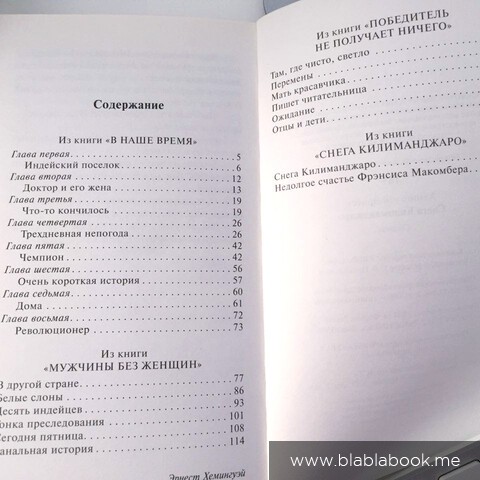 Содержание
Из книги «В НАШЕ ВРЕМЯ»
Глава первая 5
Индейский поселок 6
Глава вторая 12
Доктор и его жена 13
Глава третья 19
Что-то кончилось 19
Глава четвертая 26
Трехдневная непогода 26
Глава пятая 42
Чемпион 42
Глава шестая 56
Очень короткая история 57
Глава седьмая 60
Дома 61
Глава восьмая 72
Революционер 73
Из книги
«МУЖЧИНЫ БЕЗ ЖЕНЩИН»
В другой стране 77
Белые слоны 86
Десять индейцев 93
онка преследования 101
Сегодня пятница 108
анальная история 114
Эрнест Хемингуэй
Из книги «ПОБЕДИТЕЛЬ
НЕ ПОЛУЧАЕТ НИЧЕГО»
Там, где чисто, светло
Перемены
Мать красавчика
Пишет читательница
Ожидание
Отцы и дети
Из книги
«СНЕГА КИЛИМАНДЖАРО»
Снега Килиманджаро
Недолгое счастье Фрэнсиса Макомбера
www.blablabook.me